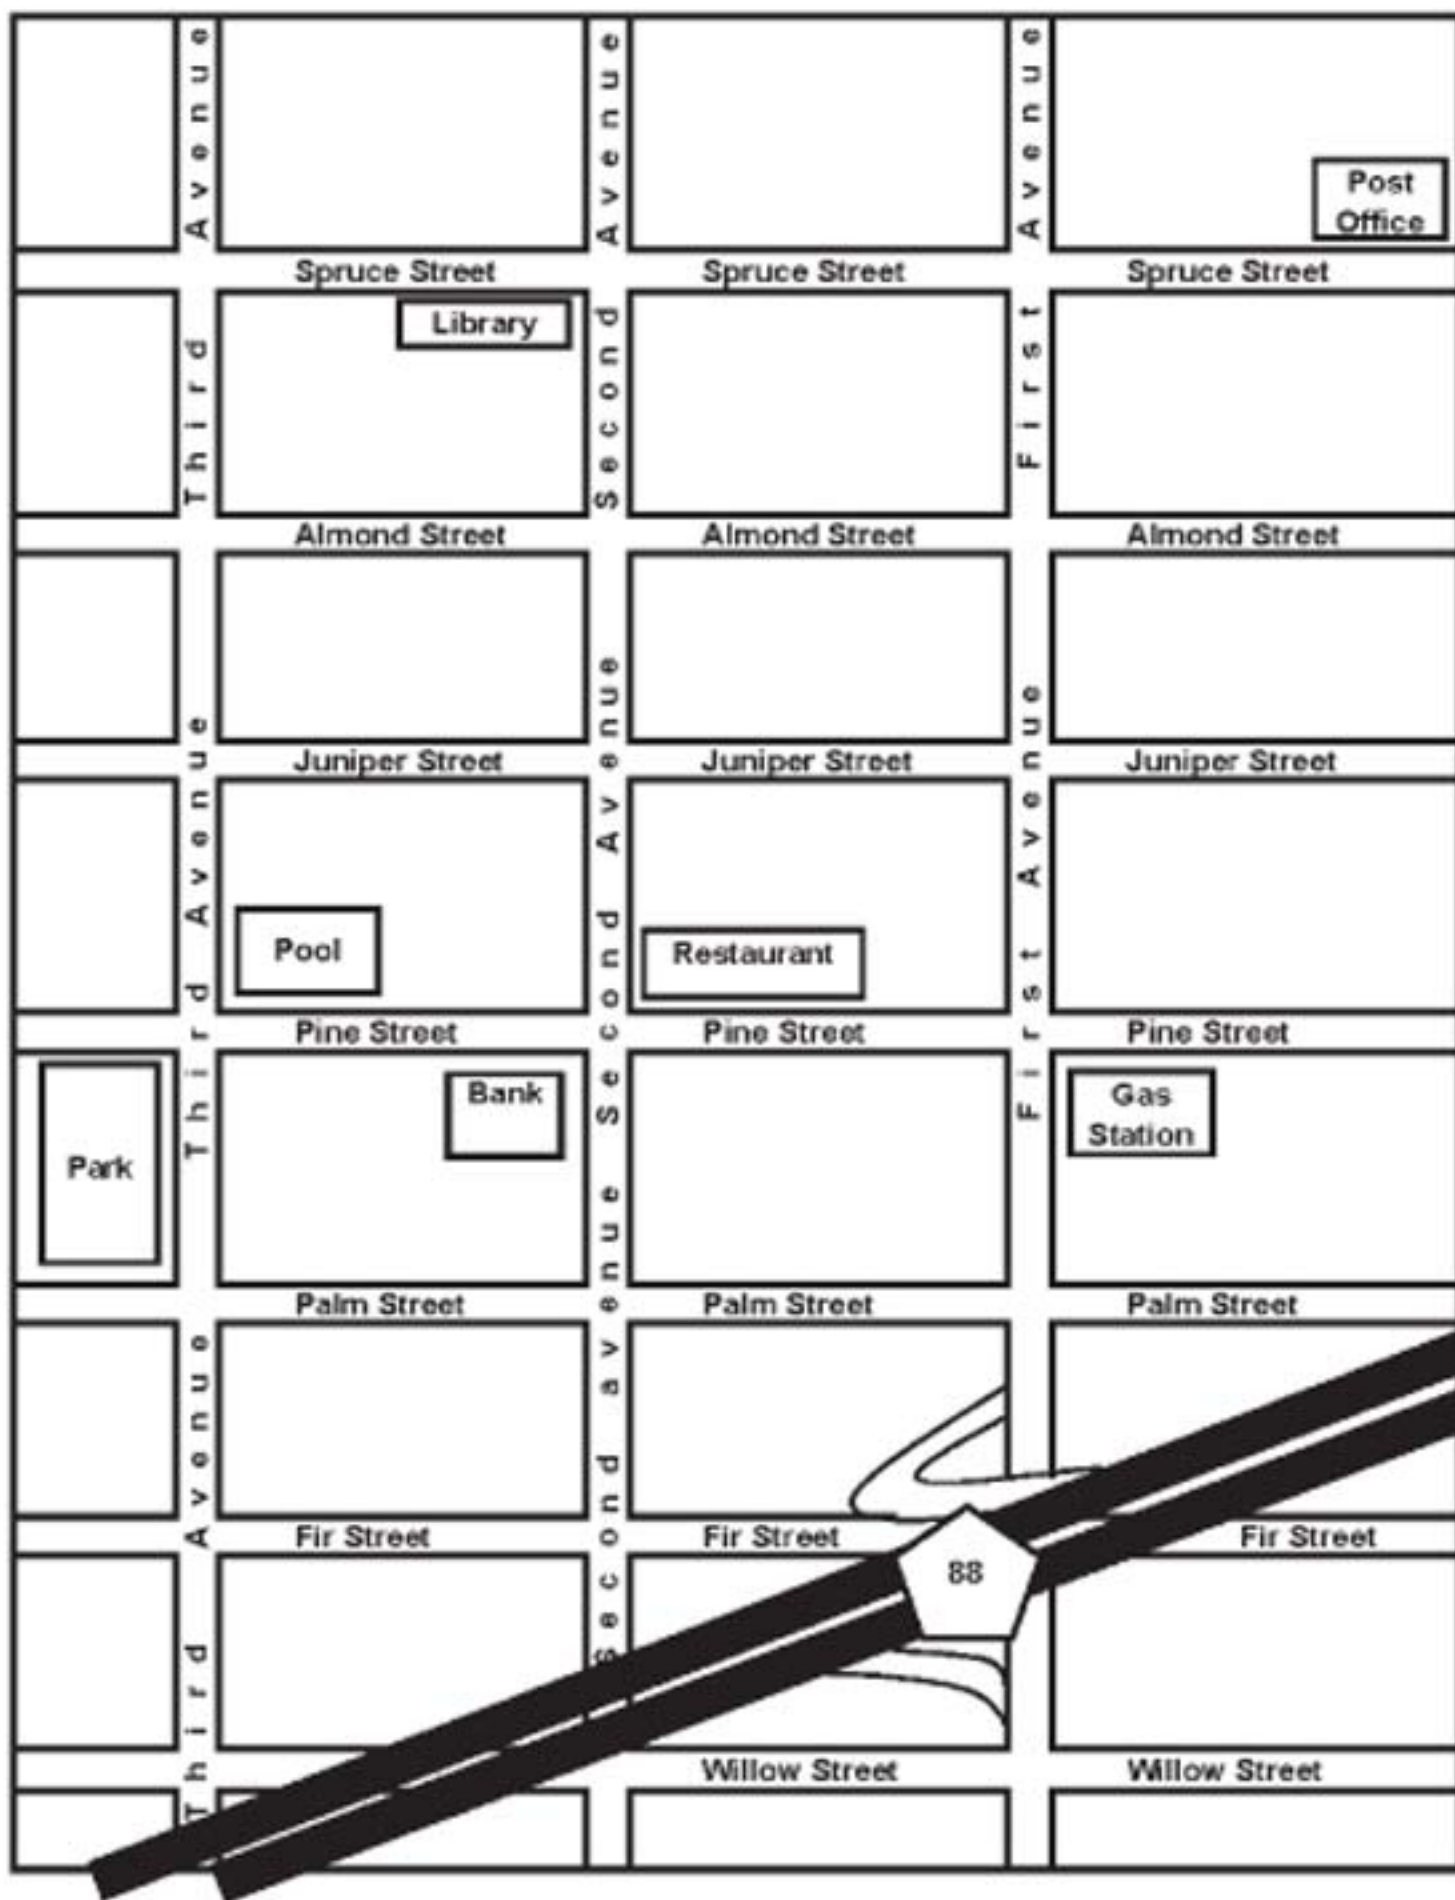 Avenue
Avenue
Avenue
Post
Office
Spruce Street
Spruce Street
Spruce Street
Library
Third
Second
First
Almond Street
Almond Street
Almond Street
Juniper Street
Juniper Street
Juniper Street
Third Avenue
Second Avenue
First Avenue
Pool
Restaurant
Pine Street
Pine Street
Pine Street
Park
Bank
Gas
Station
Palm Street
Palm Street
Palm Street
Third Avenue
Second avenue
Fir Street
Fir Street
Fir Street
88
Willow Street
Willow Street